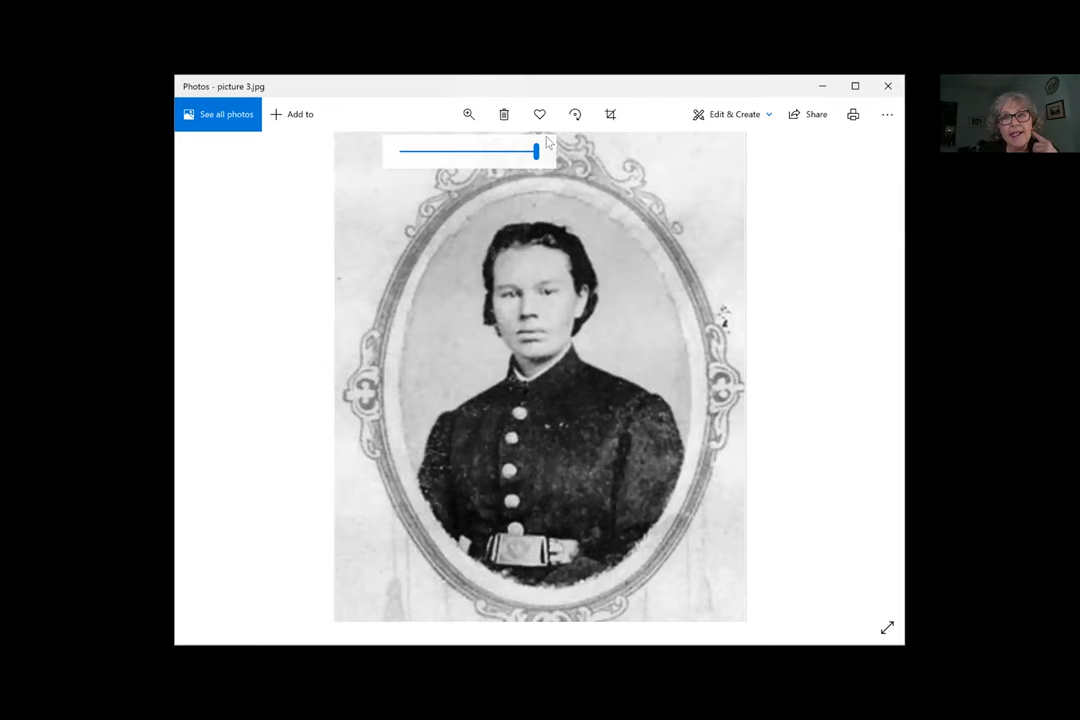 Photos - picture 3.jpg
See all photos
Add to
Edit & Create
Share